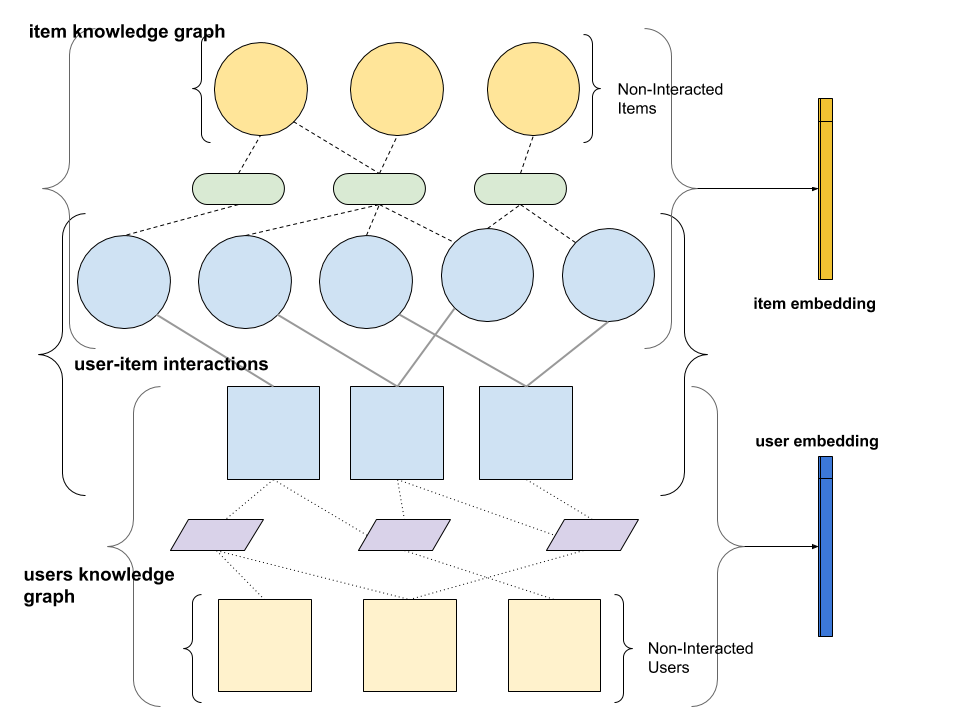 item knowledge graph
Non-Interacted
Items
item embedding
user-item interactions
user embedding
users knowledge
graph
Non-Interacted
Users